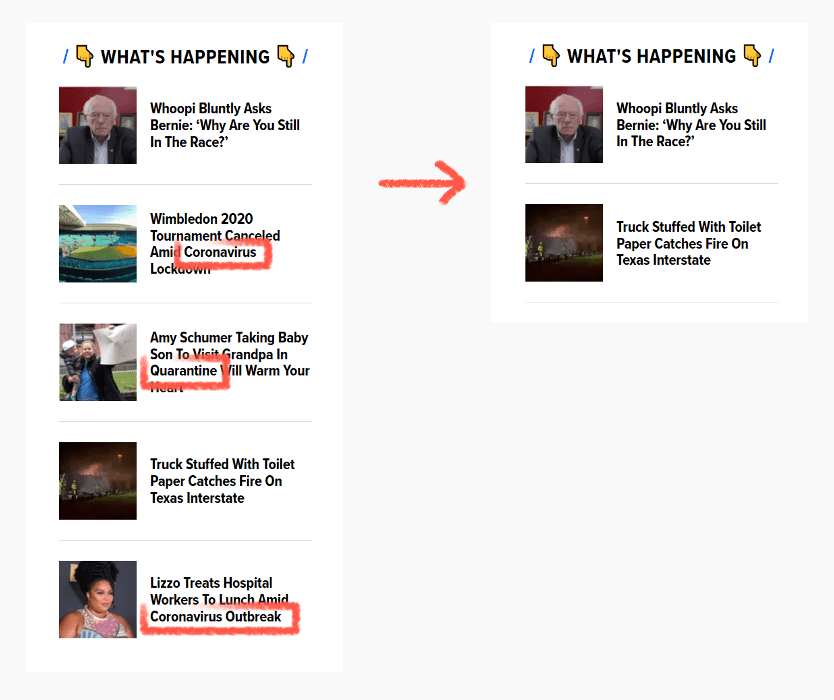 / 👇 WHAT'S HAPPENING 👇 /
Whoopi Bluntly Asks
Bernie: ‘Why Are You Still
In The Race?’
Wimbledon 2020
Tournament Canceled
Amid Coronavirus
Lockdown
Amy Schumer Taking Baby
Son To Visit Grandpa In
Quarantine Will Warm Your
Heart
Truck Stuffed With Toilet
Paper Catches Fire On
Texas Interstate
Lizzo Treats Hospital
Workers To Lunch Amid
Coronavirus Outbreak
/ 👇 WHAT'S HAPPENING 👇 /
Whoopi Bluntly Asks
Bernie: ‘Why Are You Still
In The Race?’
Truck Stuffed With Toilet
Paper Catches Fire On
Texas Interstate